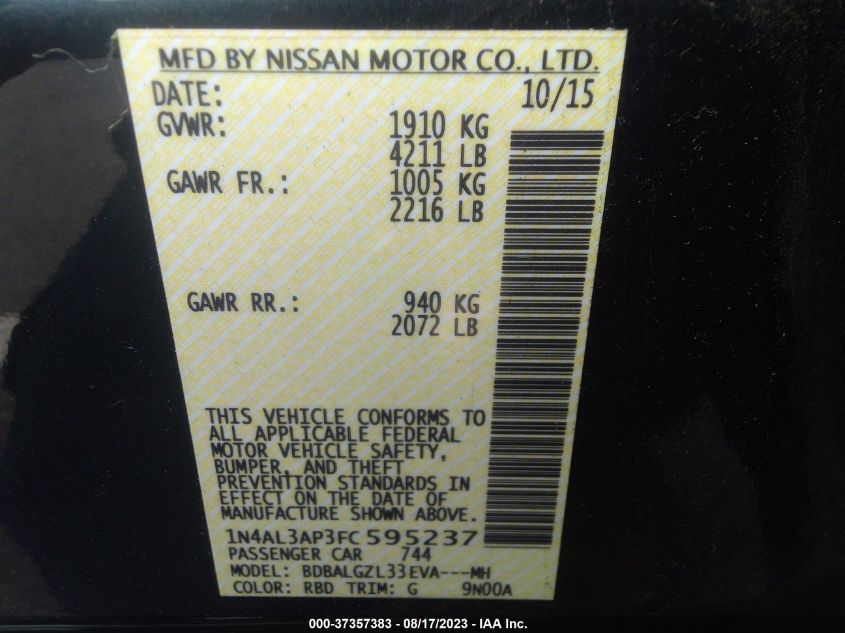 MFD BY NISSAN MOTOR CO., LTD.
DATE: 10/15
GVWR: 1910 KG
4211 LB
GAWR FR.: 1005 KG
2216 LB
GAWR RR.: 940 KG
2072 LB
THIS VEHICLE CONFORMS TO
ALL APPLICABLE FEDERAL
MOTOR VEHICLE SAFETY,
BUMPER, AND THEFT
PREVENTION STANDARDS IN
EFFECT ON THE DATE OF
MANUFACTURE SHOWN ABOVE.
1N4AL3AP3FC595237
PASSENGER CAR 744
MODEL: BDBALGZL33EVA---MH
COLOR: RBD TRIM: G 9N00A
000-37357383 - 08/17/2023 - IAA Inc.